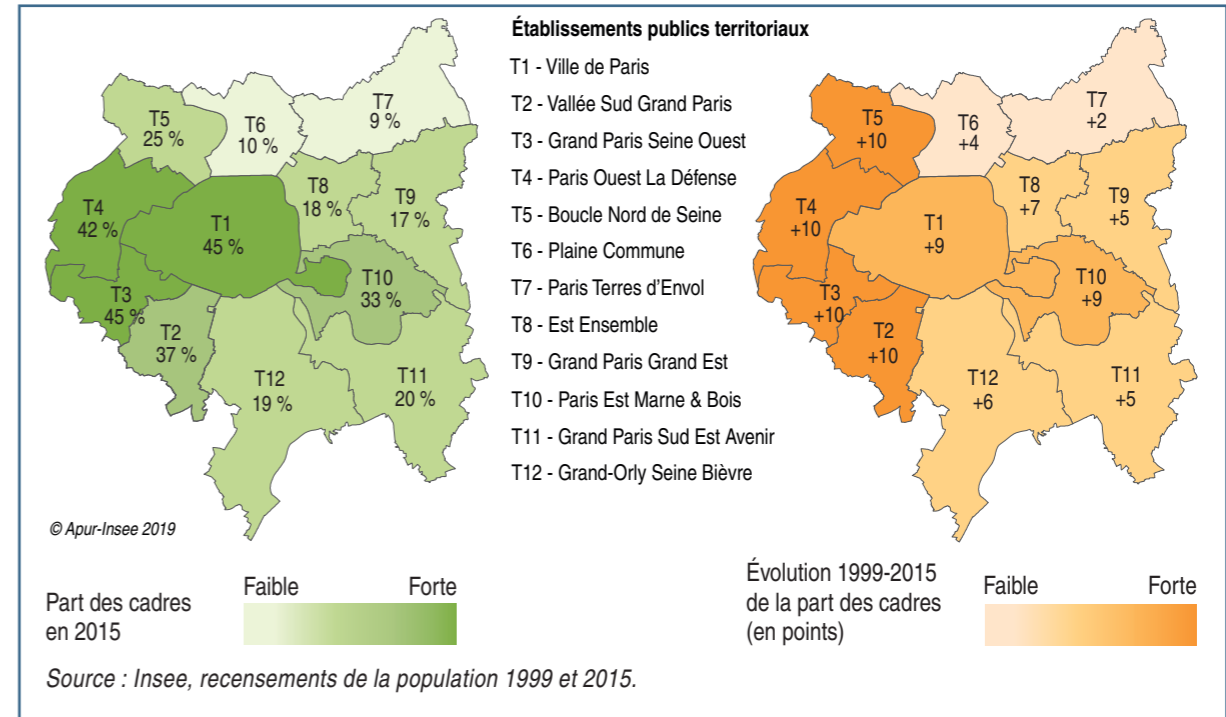 Établissements publics territoriaux
T1 - Ville de Paris
T2 - Vallée Sud Grand Paris
T3 - Grand Paris Seine Ouest
T4 - Paris Ouest La Défense
T5 - Boucle Nord de Seine
T6 - Plaine Commune
T7 - Paris Terres d’Envol
T8 - Est Ensemble
T9 - Grand Paris Grand Est
T10 - Paris Est Marne & Bois
T11 - Grand Paris Sud Est Avenir
T12 - Grand-Orly Seine Bièvre
T7
9 %
T5
25 %
T6
10 %
T8
18 %
T9
17 %
T4
42 %
T1
45 %
T10
33 %
T3
45 %
T2
37 %
T12
19 %
T11
20 %
© Apur-Insee 2019
Part des cadres
en 2015
Faible
Forte
T7
+2
T5
+10
T6
+4
T8
+7
T9
+5
T4
+10
T1
+9
T10
+9
T3
+10
T2
+10
T12
+6
T11
+5
Évolution 1999-2015
de la part des cadres
(en points)
Faible
Forte
Source : Insee, recensements de la population 1999 et 2015.